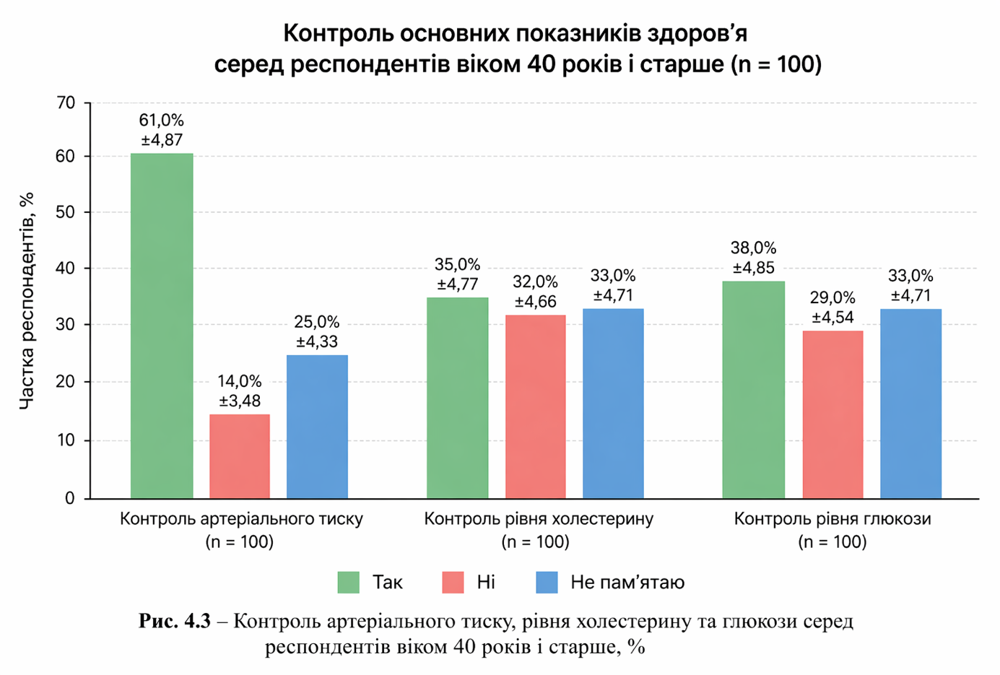 Контроль основних показників здоров’я
серед респондентів віком 40 років і старше (n = 100)
Частка респондентів, %
70
60
50
40
30
20
10
0
61,0%
±4,87
14,0%
±3,48
25,0%
±4,33
35,0%
±4,77
32,0%
±4,66
33,0%
±4,71
38,0%
±4,85
29,0%
±4,54
33,0%
±4,71
Контроль артеріального тиску
(n = 100)
Контроль рівня холестерину
(n = 100)
Контроль рівня глюкози
(n = 100)
Так
Ні
Не пам’ятаю
Рис. 4.3 – Контроль артеріального тиску, рівня холестерину та глюкози серед
респондентів віком 40 років і старше, %